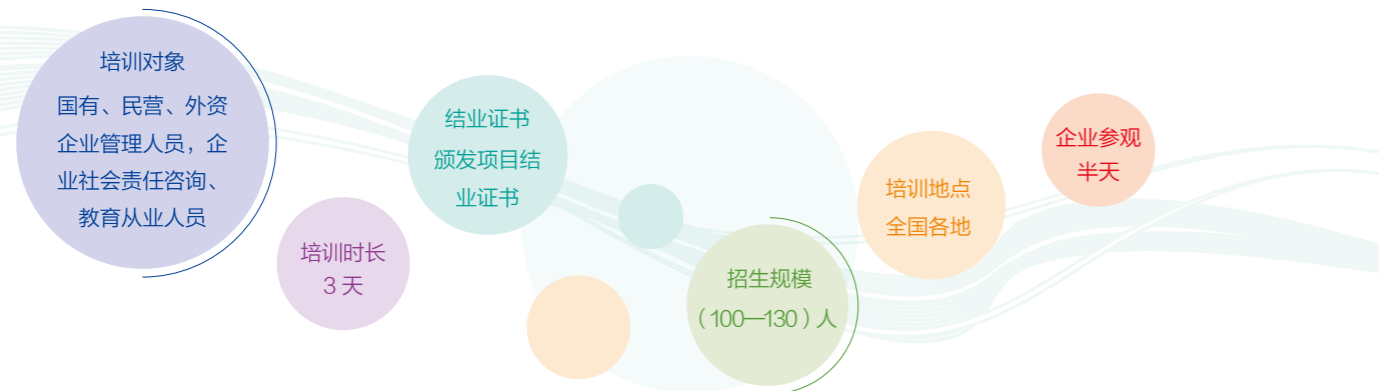 培训对象
国有、民营、外资
企业管理人员，企
业社会责任咨询、
教育从业人员
培训时长
3 天
结业证书
颁发项目结
业证书
招生规模
（100—130）人
培训地点
全国各地
企业参观
半天